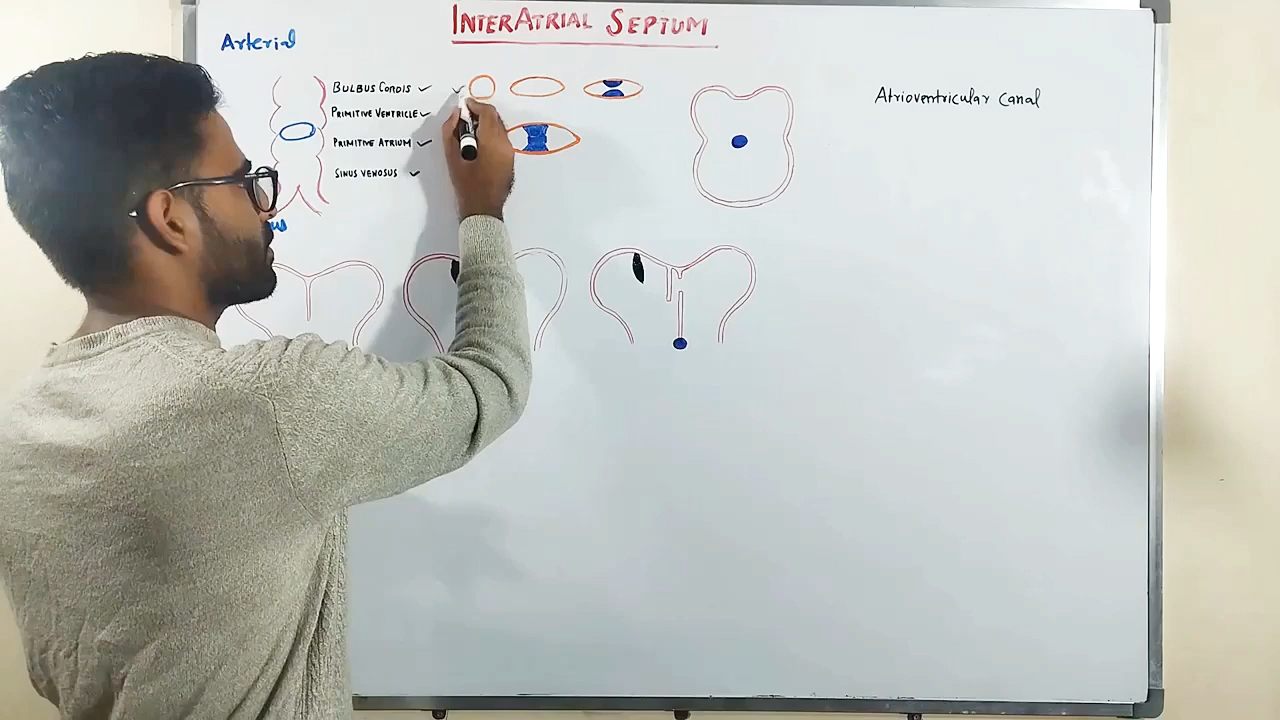 INTERATRIAL SEPTUM
Arterial
BULBUS CORDIS
PRIMITIVE VENTRICLE
PRIMITIVE ATRIUM
SINUS VENOSUS
Atrioventricular canal